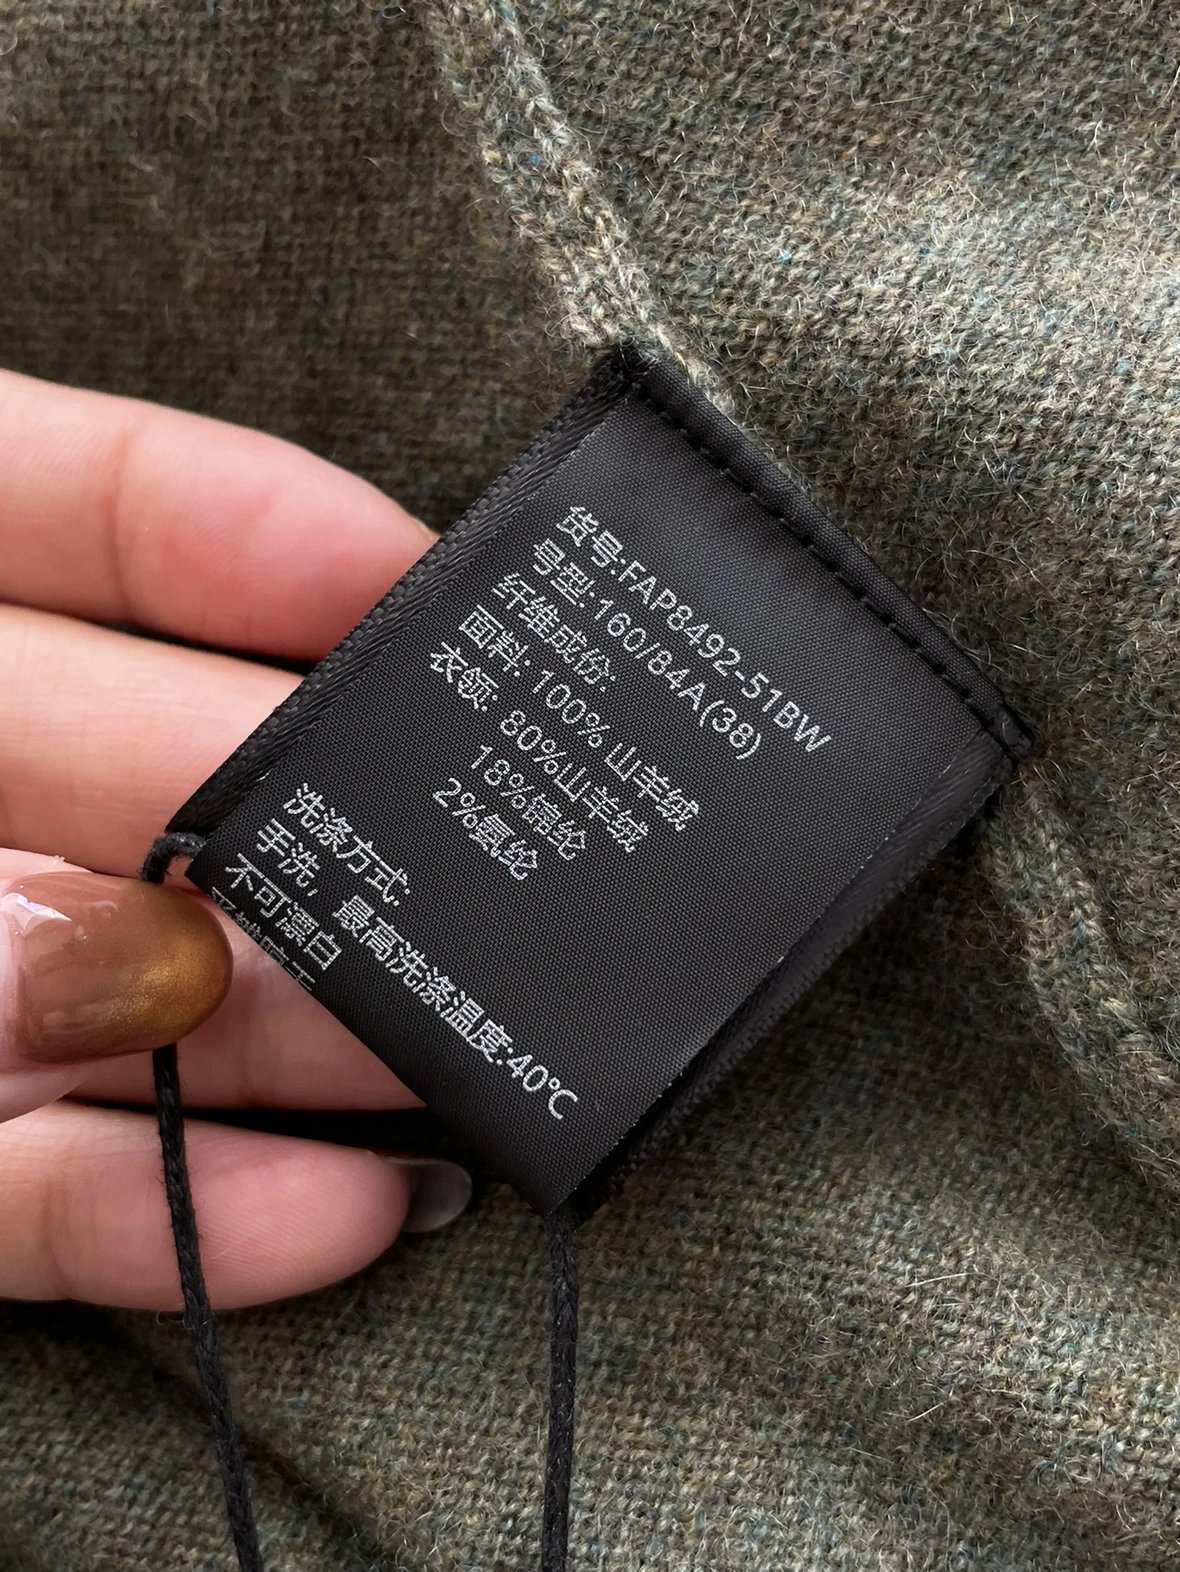 货号:FAP8492-51BW
号型:160/84A(38)
纤维成份:
面料: 100% 山羊绒
衣领: 80%山羊绒
18%锦纶
2%氨纶
洗涤方式:
手洗，最高洗涤温度:40℃
不可漂白